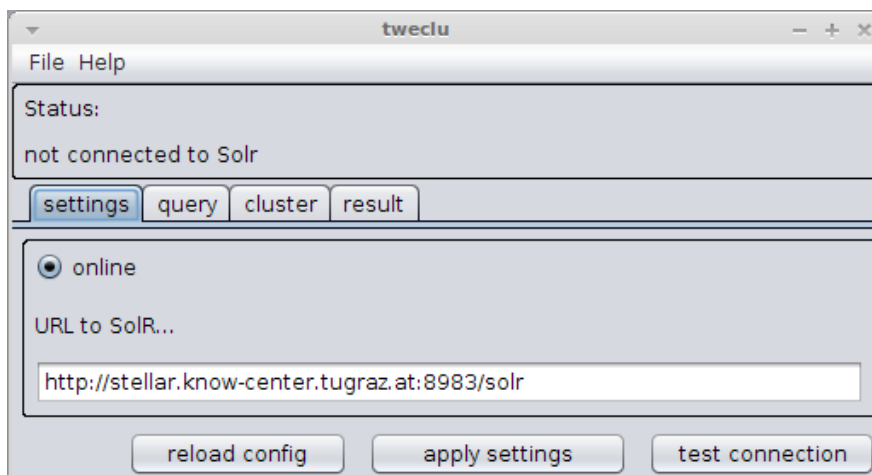 tweclu
File Help
Status:
not connected to Solr
settings query cluster result
online
URL to SolR...
http://stellar.know-center.tugraz.at:8983/solr
reload config apply settings test connection